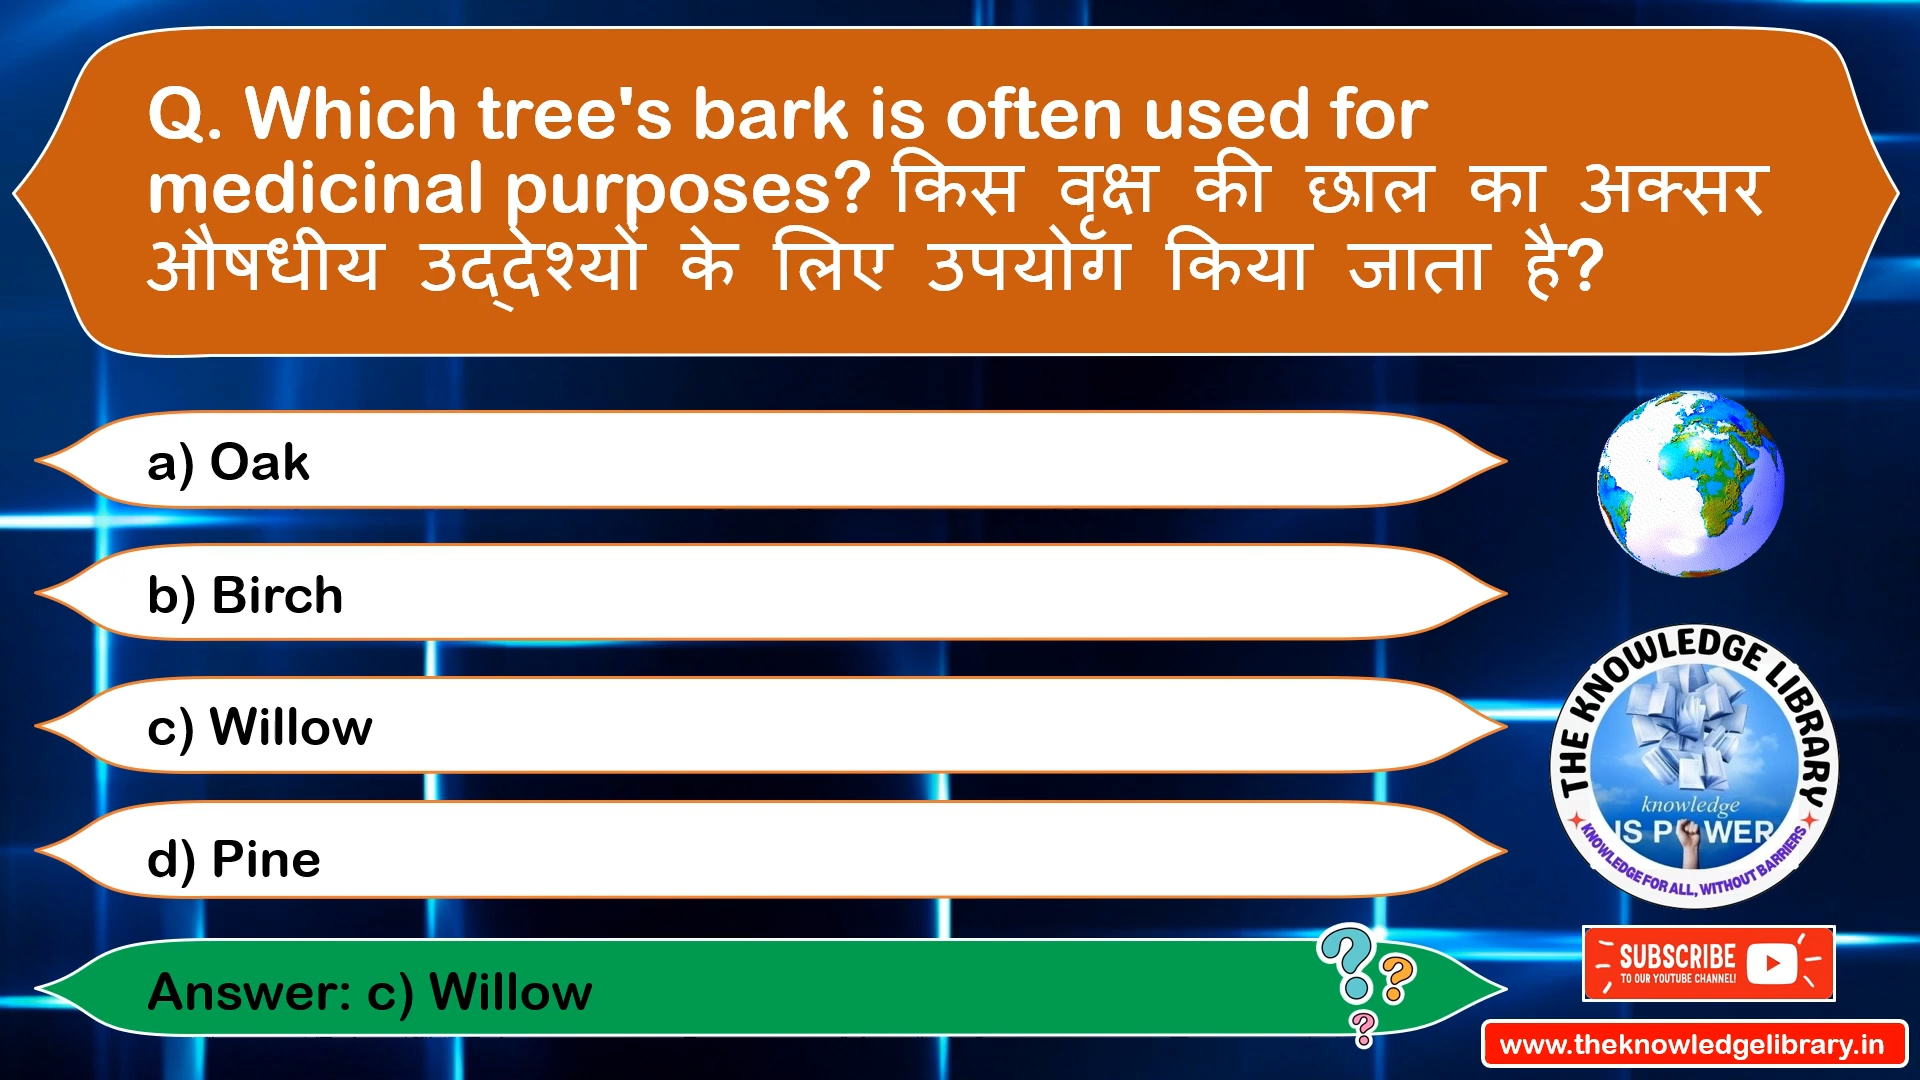 Q. Which tree's bark is often used for
medicinal purposes? किस वृक्ष की छाल का अक्सर
औषधीय उद्देश्यों के लिए उपयोग किया जाता है?
a) Oak
b) Birch
c) Willow
d) Pine
Answer: c) Willow
THE KNOWLEDGE LIBRARY
knowledge
IS POWER
KNOWLEDGE FOR ALL, WITHOUT BARRIERS
SUBSCRIBE
TO OUR YOUTUBE CHANNEL!
www.theknowledgelibrary.in